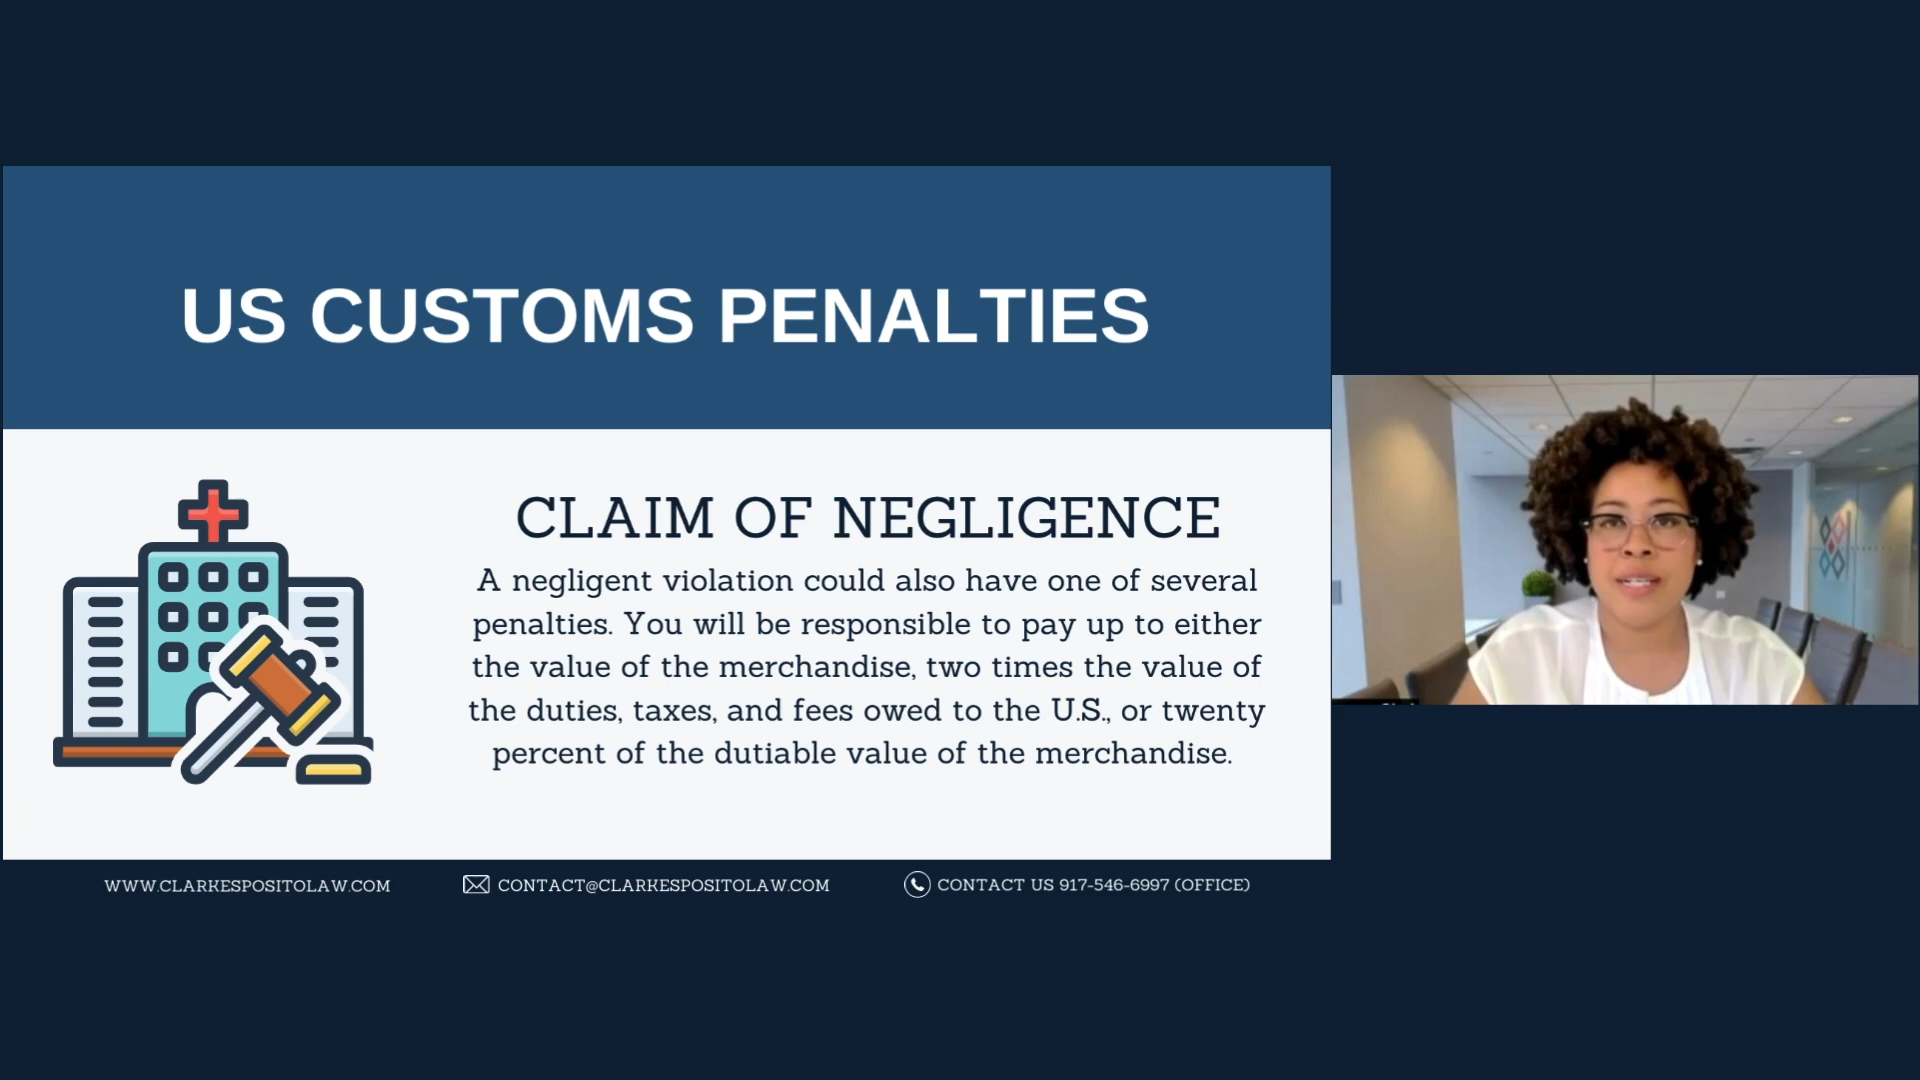 US CUSTOMS PENALTIES
CLAIM OF NEGLIGENCE
A negligent violation could also have one of several
penalties. You will be responsible to pay up to either
the value of the merchandise, two times the value of
the duties, taxes, and fees owed to the U.S., or twenty
percent of the dutiable value of the merchandise.
WWW.CLARKESPOSITOLAW.COM
CONTACT@CLARKESPOSITOLAW.COM
CONTACT US 917-546-6997 (OFFICE)